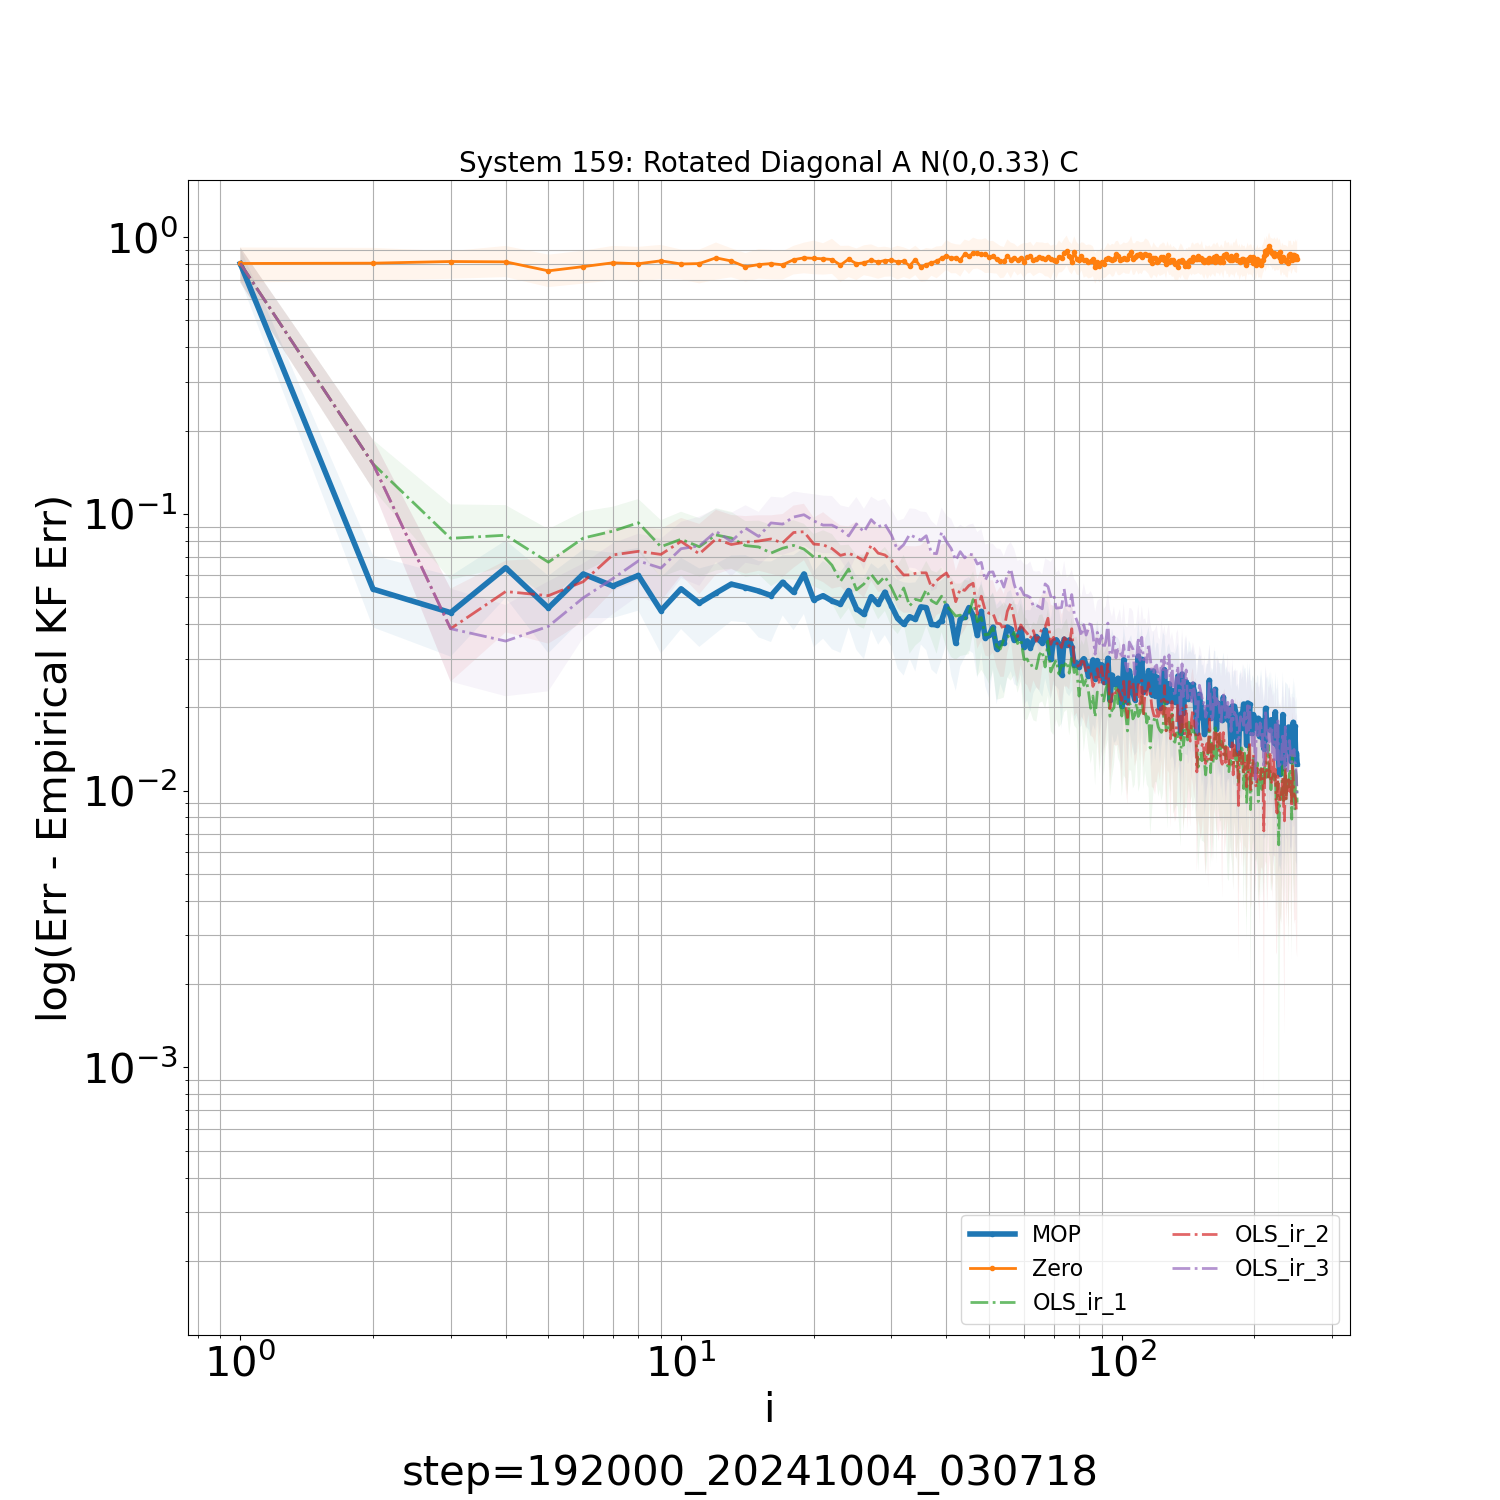 System 159: Rotated Diagonal A N(0,0.33) C
log(Err - Empirical KF Err)
10⁰
10⁻¹
10⁻²
10⁻³
10⁰ 10¹ 10²
i
MOP
Zero
OLS_ir_1
OLS_ir_2
OLS_ir_3
step=192000_20241004_030718